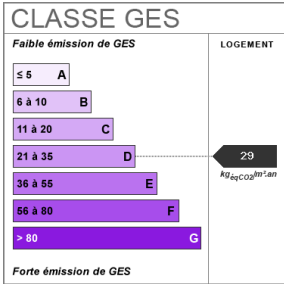 CLASSE GES
Faible émission de GES
LOGEMENT
≤ 5 A
6 à 10 B
11 à 20 C
21 à 35 D
29
kgéqCO2/m².an
36 à 55 E
56 à 80 F
> 80 G
Forte émission de GES